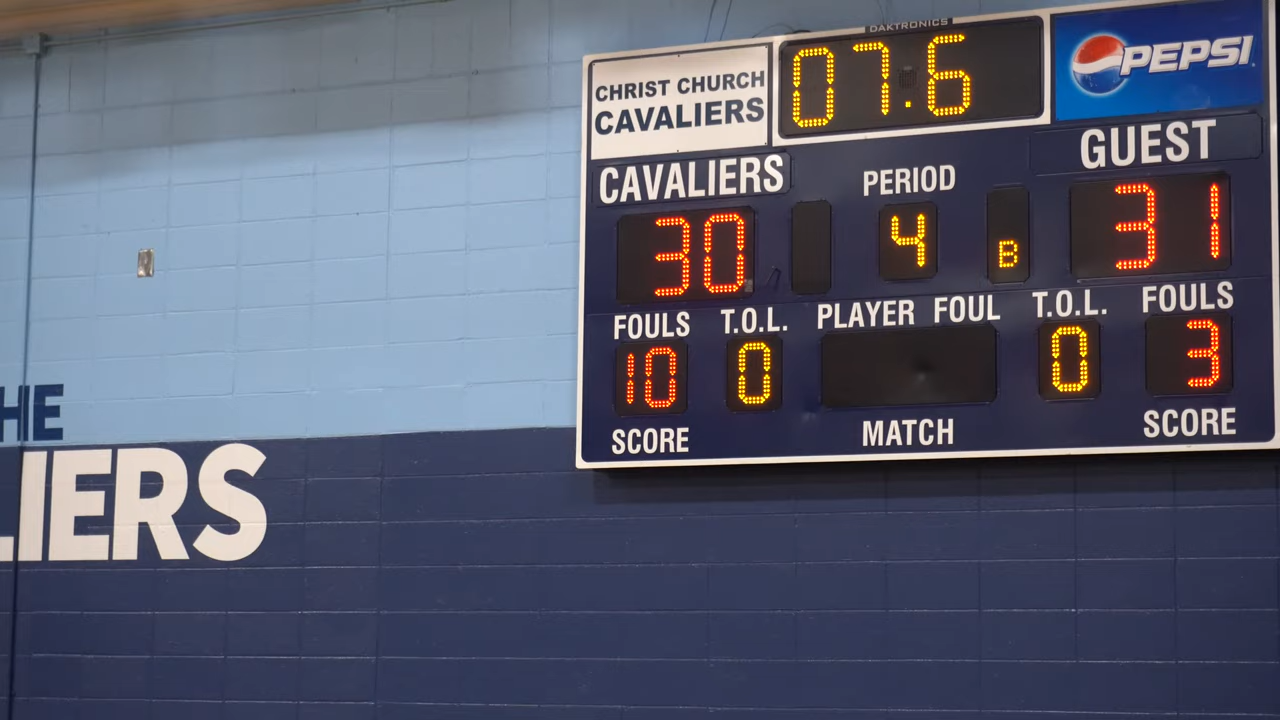 DAKTRONICS
CHRIST CHURCH
CAVALIERS
07.6
PEPSI
CAVALIERS
PERIOD
GUEST
30
4
B
31
FOULS
T.O.L.
PLAYER FOUL
T.O.L.
FOULS
10
0
0
3
SCORE
MATCH
SCORE
HE
LIERS